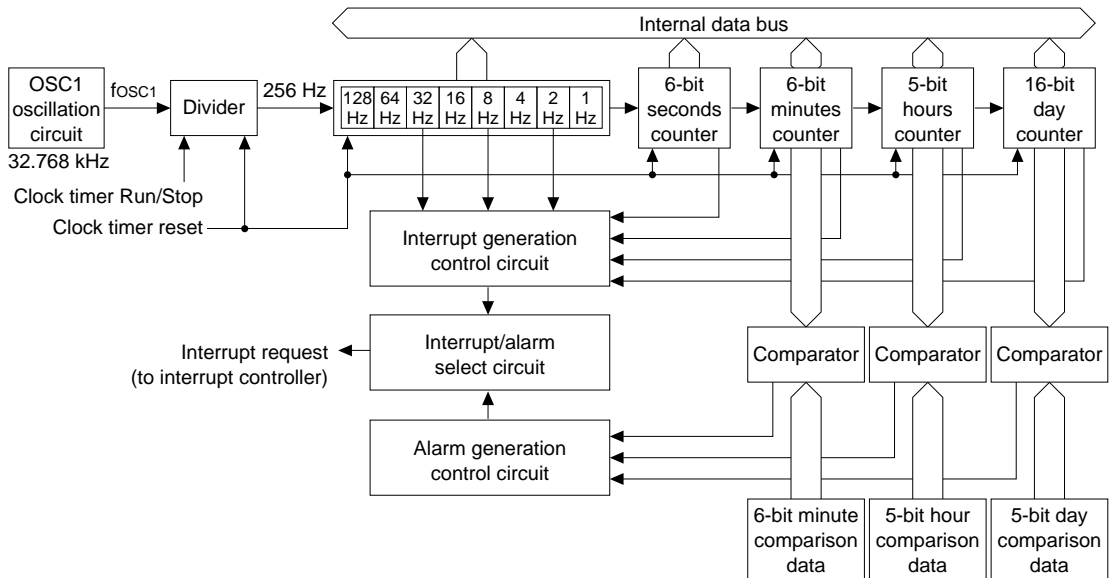 Internal data bus
OSC1
oscillation
circuit
32.768 kHz
fOSC1
Divider
256 Hz
128 Hz
64 Hz
32 Hz
16 Hz
8 Hz
4 Hz
2 Hz
1 Hz
6-bit
seconds
counter
6-bit
minutes
counter
5-bit
hours
counter
16-bit
day
counter
Clock timer Run/Stop
Clock timer reset
Interrupt generation
control circuit
Interrupt request
(to interrupt controller)
Interrupt/alarm
select circuit
Comparator
Comparator
Comparator
Alarm generation
control circuit
6-bit minute
comparison
data
5-bit hour
comparison
data
5-bit day
comparison
data